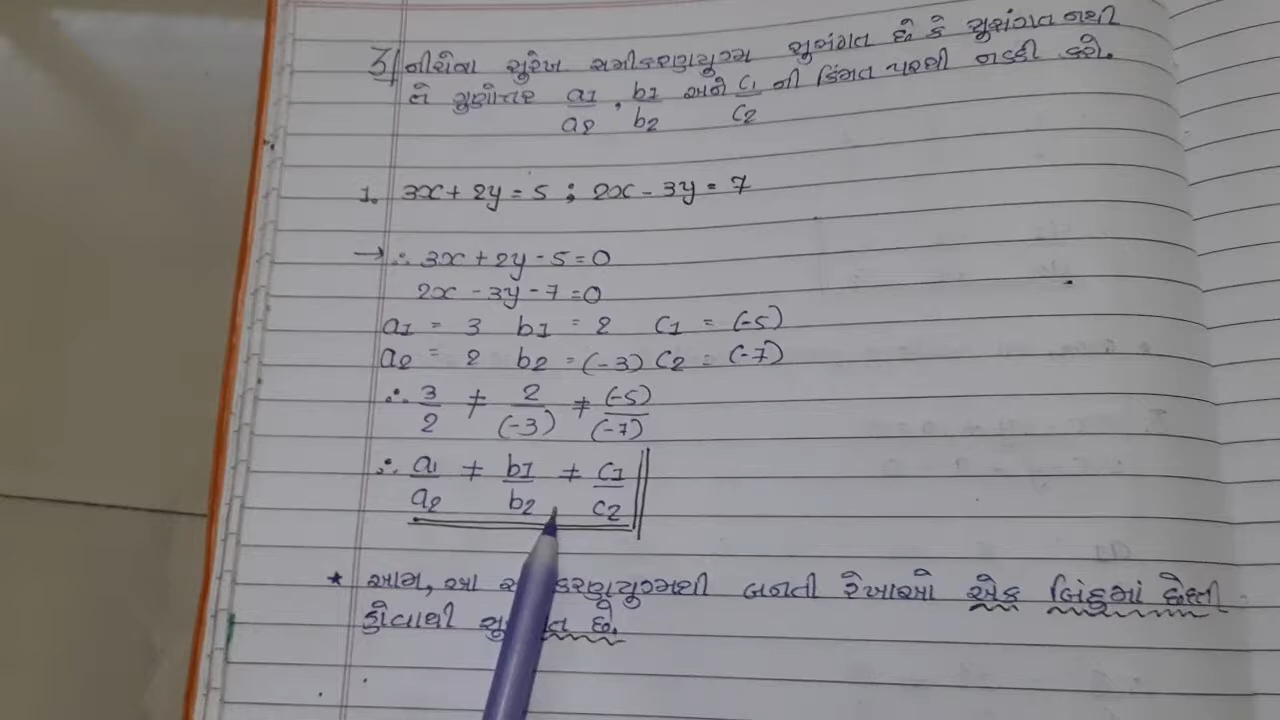 3| નીચેના સુરેખ સમીકરણયુગ્મ સુસંગત છે કે સુસંગત નથી
તે ગુણોત્તર a1/a2 , b1/b2 અને c1/c2 ની કિંમત પરથી નક્કી કરો.
1. 3x + 2y = 5 ; 2x - 3y = 7
→ ∴ 3x + 2y - 5 = 0
2x - 3y - 7 = 0
a1 = 3 b1 = 2 c1 = (-5)
a2 = 2 b2 = (-3) c2 = (-7)
∴ 3/2 ≠ 2/(-3) ≠ (-5)/(-7)
∴ a1/a2 ≠ b1/b2 ≠ c1/c2
* આમ, આ કરણયુગ્મથી બનતી રેખાઓ એક બિંદુમાં છેદતી
હોવાથી છે.